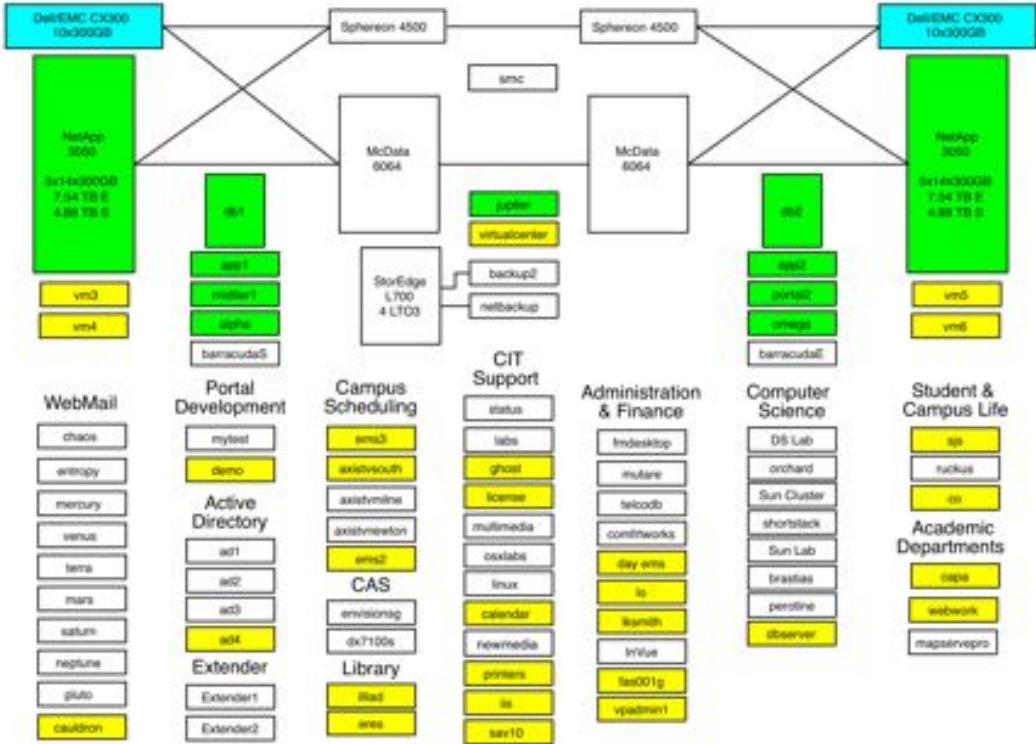 Dell/EMC CX300
10x300GB
Sphereon 4500
Sphereon 4500
Dell/EMC CX300
10x300GB
smc
NetApp
3050
5x14x300GB
7.54 TB E
4.88 TB S
McData
6064
McData
6064
NetApp
3050
5x14x300GB
7.54 TB E
4.88 TB S
db1
jupiter
virtualcenter
db2
app1
midtier1
alpha
barracudaS
StorEdge
L700
4 LTO3
backup2
netbackup
app2
portal2
omega
barracudaE
vm3
vm4
vm5
vm6
WebMail
chaos
entropy
mercury
venus
terra
mars
saturn
neptune
pluto
cauldron
Portal
Development
mytest
demo
Active
Directory
ad1
ad2
ad3
ad4
Extender
Extender1
Extender2
Campus
Scheduling
ems3
axistvsouth
axistvmilne
axistvnewton
ems2
CAS
envisionsg
dx7100s
Library
illiad
eres
CIT
Support
status
labs
ghost
license
multimedia
osxlabs
linux
calendar
newmedia
printers
iis
sav10
Administration
& Finance
fmdesktop
mutare
telcodb
day ems
lksmith
InVue
fas001g
vpadmin1
Computer
Science
DS Lab
orchard
Sun Cluster
shortstack
Sun Lab
brastias
perotine
dbserver
Student &
Campus Life
sjs
ruckus
co
Academic
Departments
capa
webwork
mapservepro